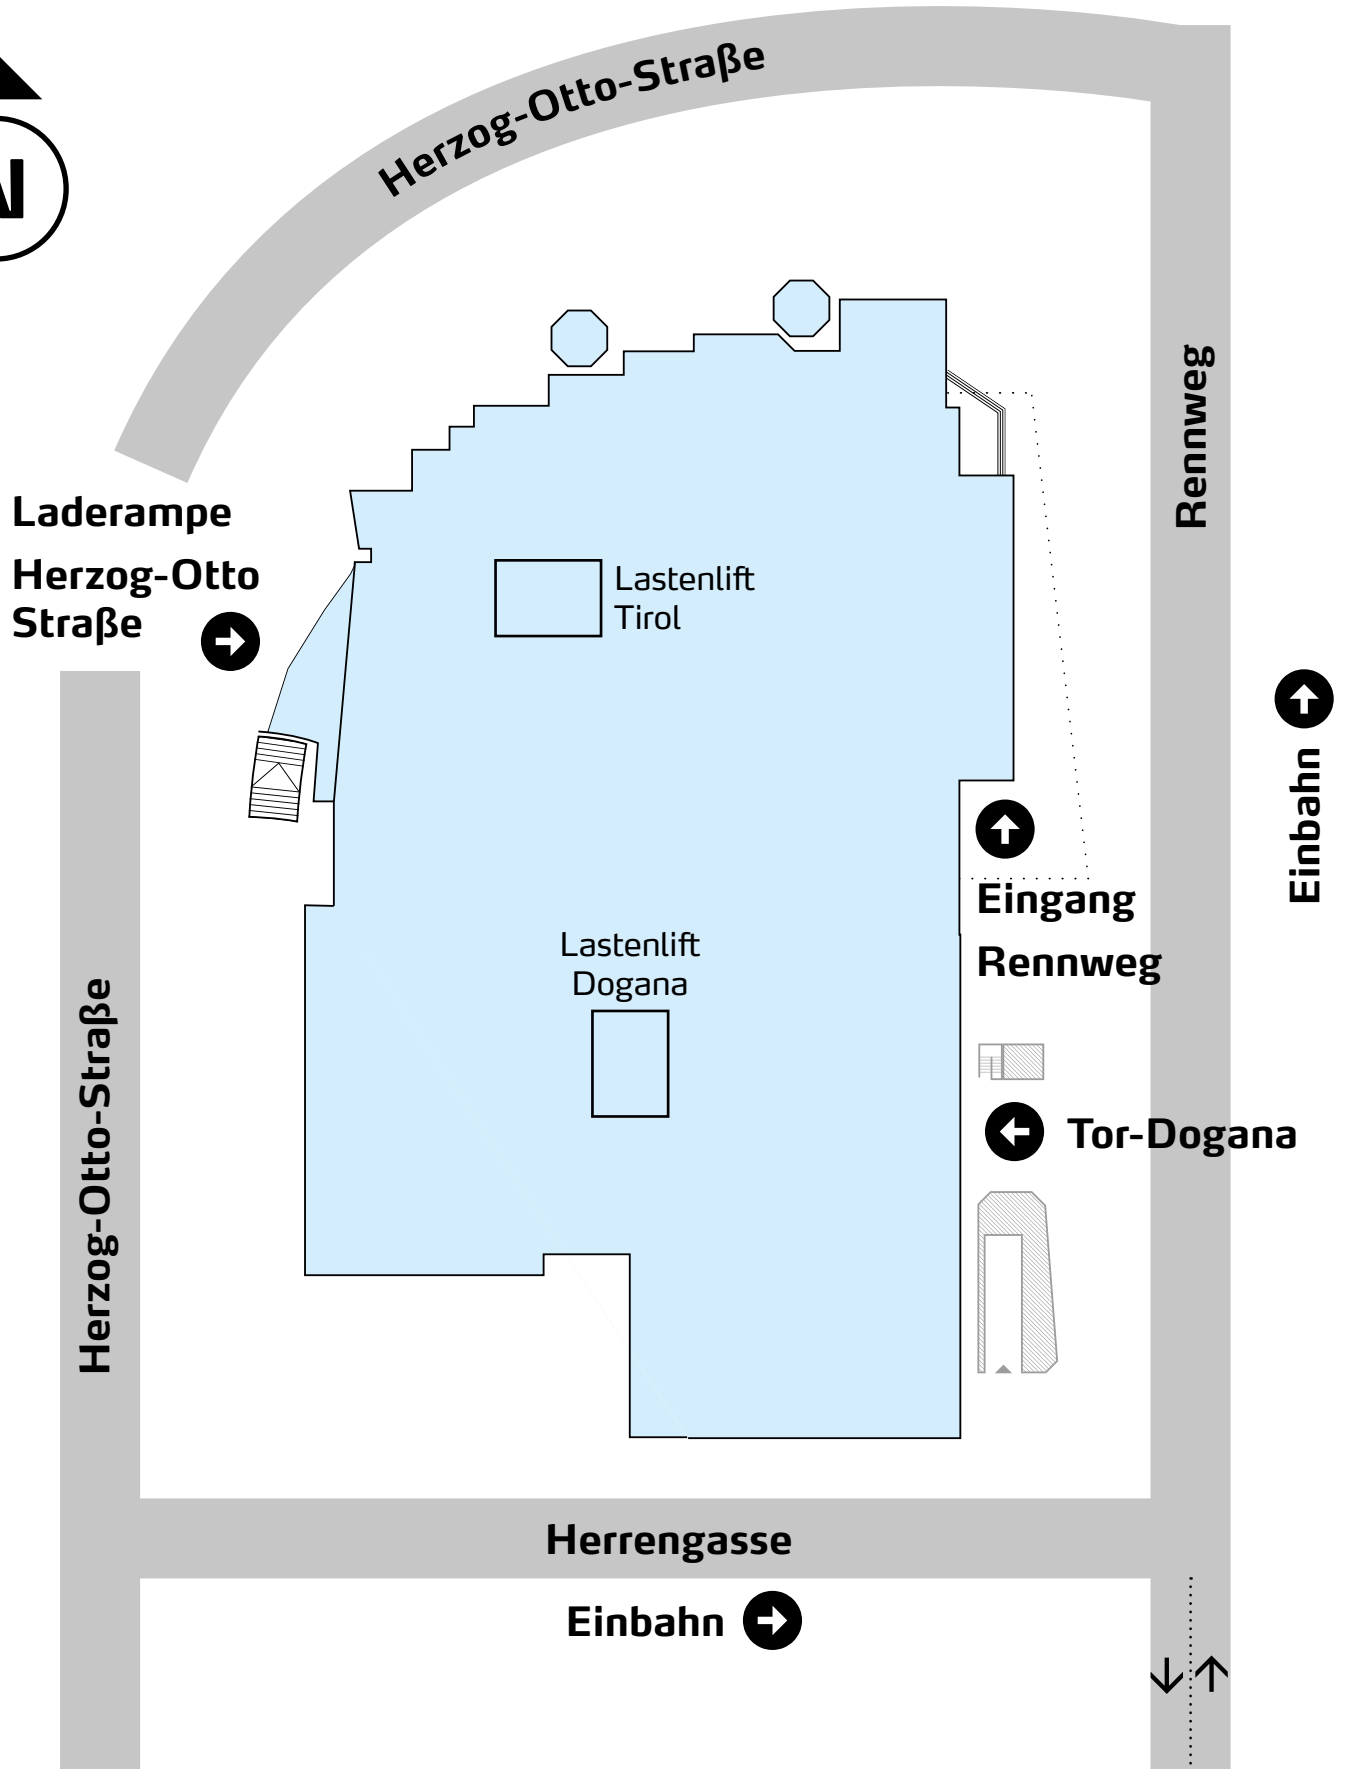 Herzog-Otto-Straße
N
Rennweg
Laderampe
Herzog-Otto
Straße
Lastenlift
Tirol
Einbahn
Eingang
Rennweg
Lastenlift
Dogana
Tor-Dogana
Herzog-Otto-Straße
Herrengasse
Einbahn